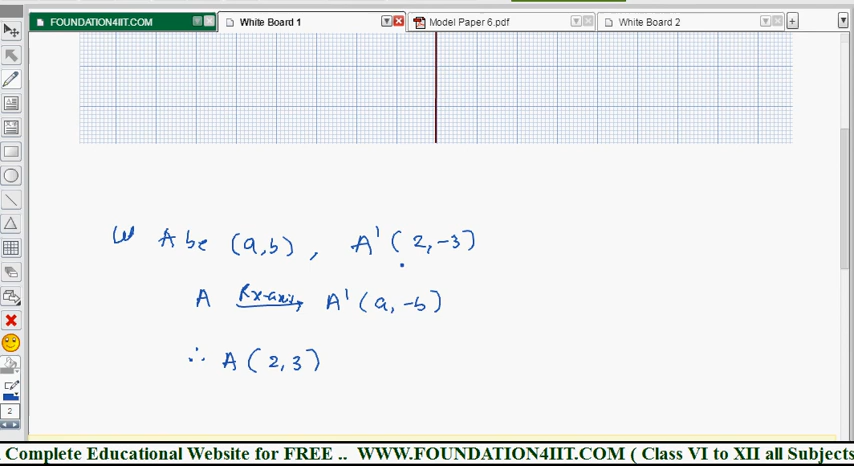 FOUNDATION4IIT.COM
White Board 1
Model Paper 6.pdf
White Board 2
Let A be (a,b), A' (2,-3)
A Rx-axis A' (a,-b)
∴ A (2,3)
2
Complete Educational Website for FREE .. WWW.FOUNDATION4IIT.COM ( Class VI to XII all Subjects